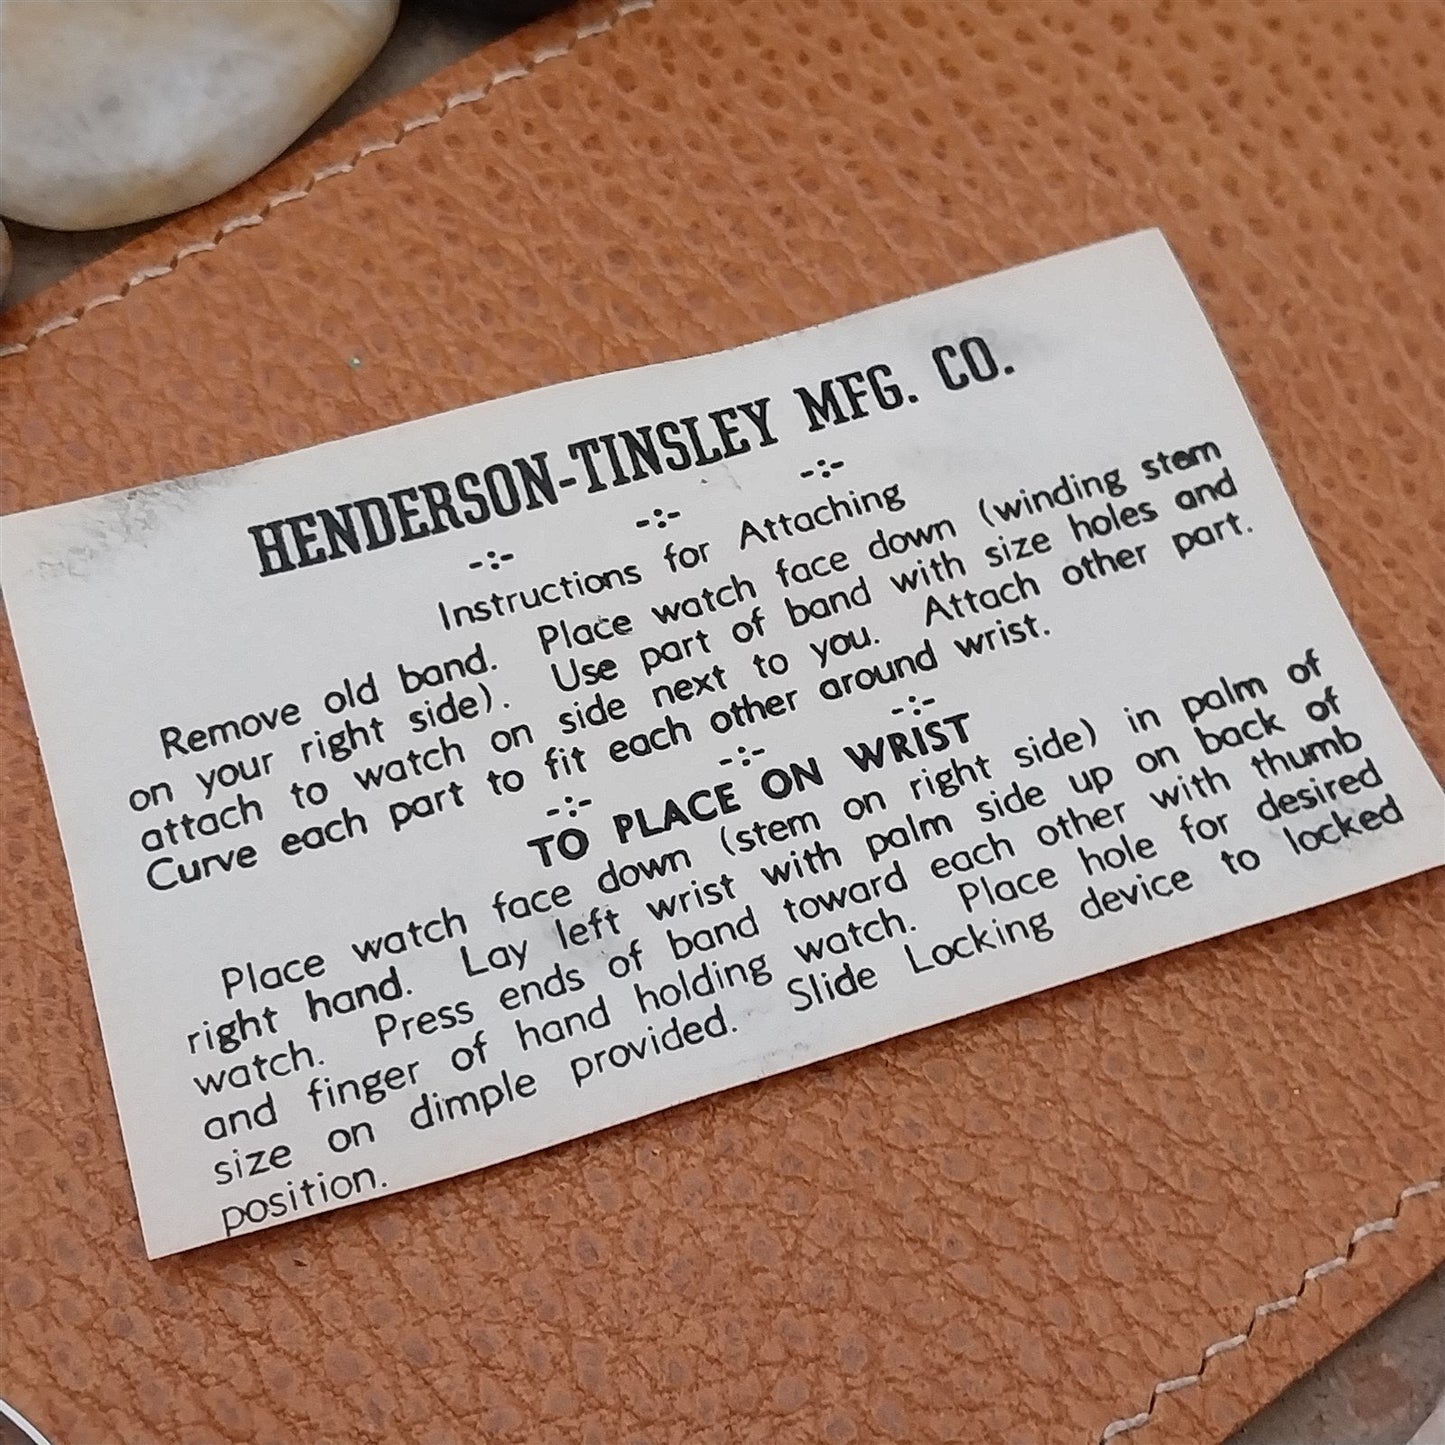 HENDERSON-TINSLEY MFG. CO.
-:- -:- -:-
Instructions for Attaching
Remove old band. Place watch face down (winding stem
on your right side). Use part of band with size holes and
attach to watch on side next to you. Attach other part.
Curve each part to fit each other around wrist.
-:- -:- -:-
TO PLACE ON WRIST
Place watch face down (stem on right side) in palm of
right hand. Lay left wrist with palm side up on back of
watch. Press ends of band toward each other with thumb
and finger of hand holding watch. Place hole for desired
size on dimple provided. Slide Locking device to locked
position.